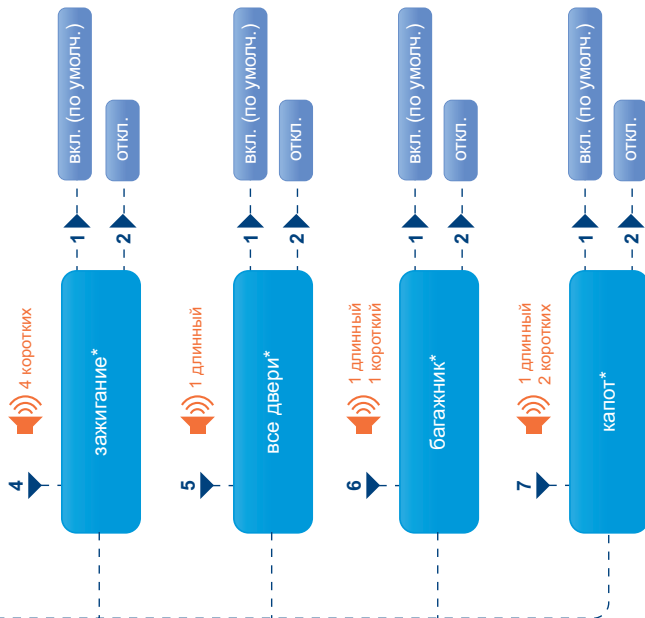 4
4 коротких
зажигание*
1
вкл. (по умолч.)
2
откл.
5
1 длинный
все двери*
1
вкл. (по умолч.)
2
откл.
6
1 длинный
1 короткий
багажник*
1
вкл. (по умолч.)
2
откл.
7
1 длинный
2 коротких
капот*
1
вкл. (по умолч.)
2
откл.